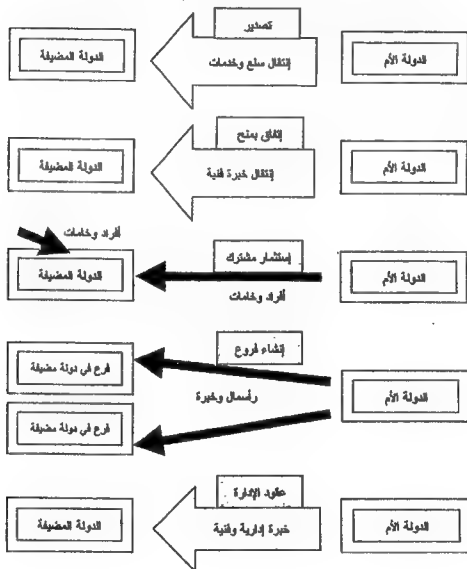 تصدير
الدولة الأم
إنتقال سلع وخدمات
الدولة المضيفة
إتفاق بمنح
الدولة الأم
إنتقال خبرة فنية
الدولة المضيفة
أفراد وخامات
إستثمار مشترك
الدولة الأم
الدولة المضيفة
أفراد وخامات
إنشاء فروع
فرع في دولة مضيفة
الدولة الأم
رأسمال وخبرة
فرع في دولة مضيفة
عقود الإدارة
الدولة الأم
خبرة إدارية وفنية
الدولة المضيفة